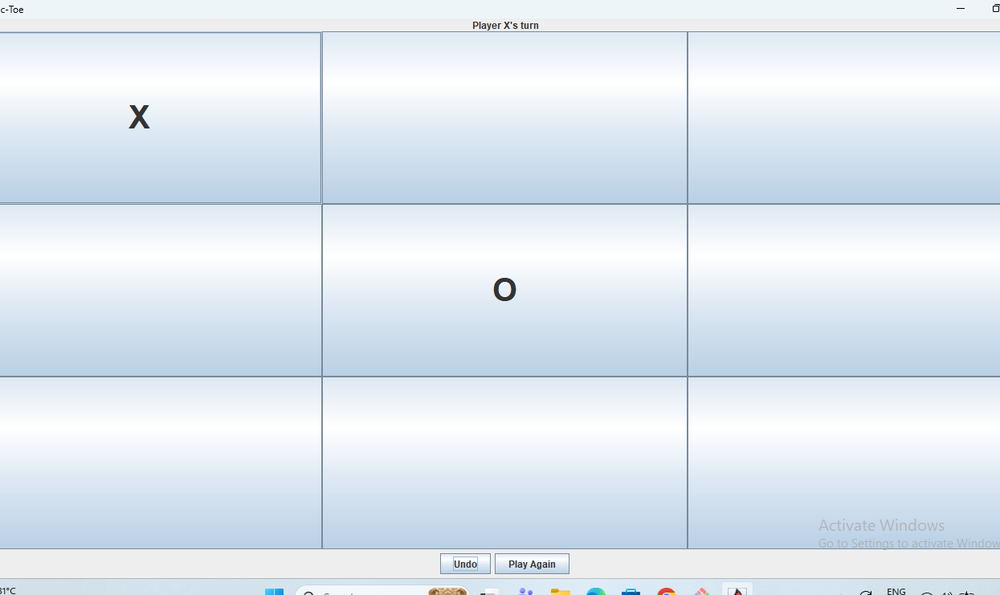 c-Toe
Player X's turn
X
O
Activate Windows
Go to Settings to activate Window
Undo Play Again
31°C
ENG